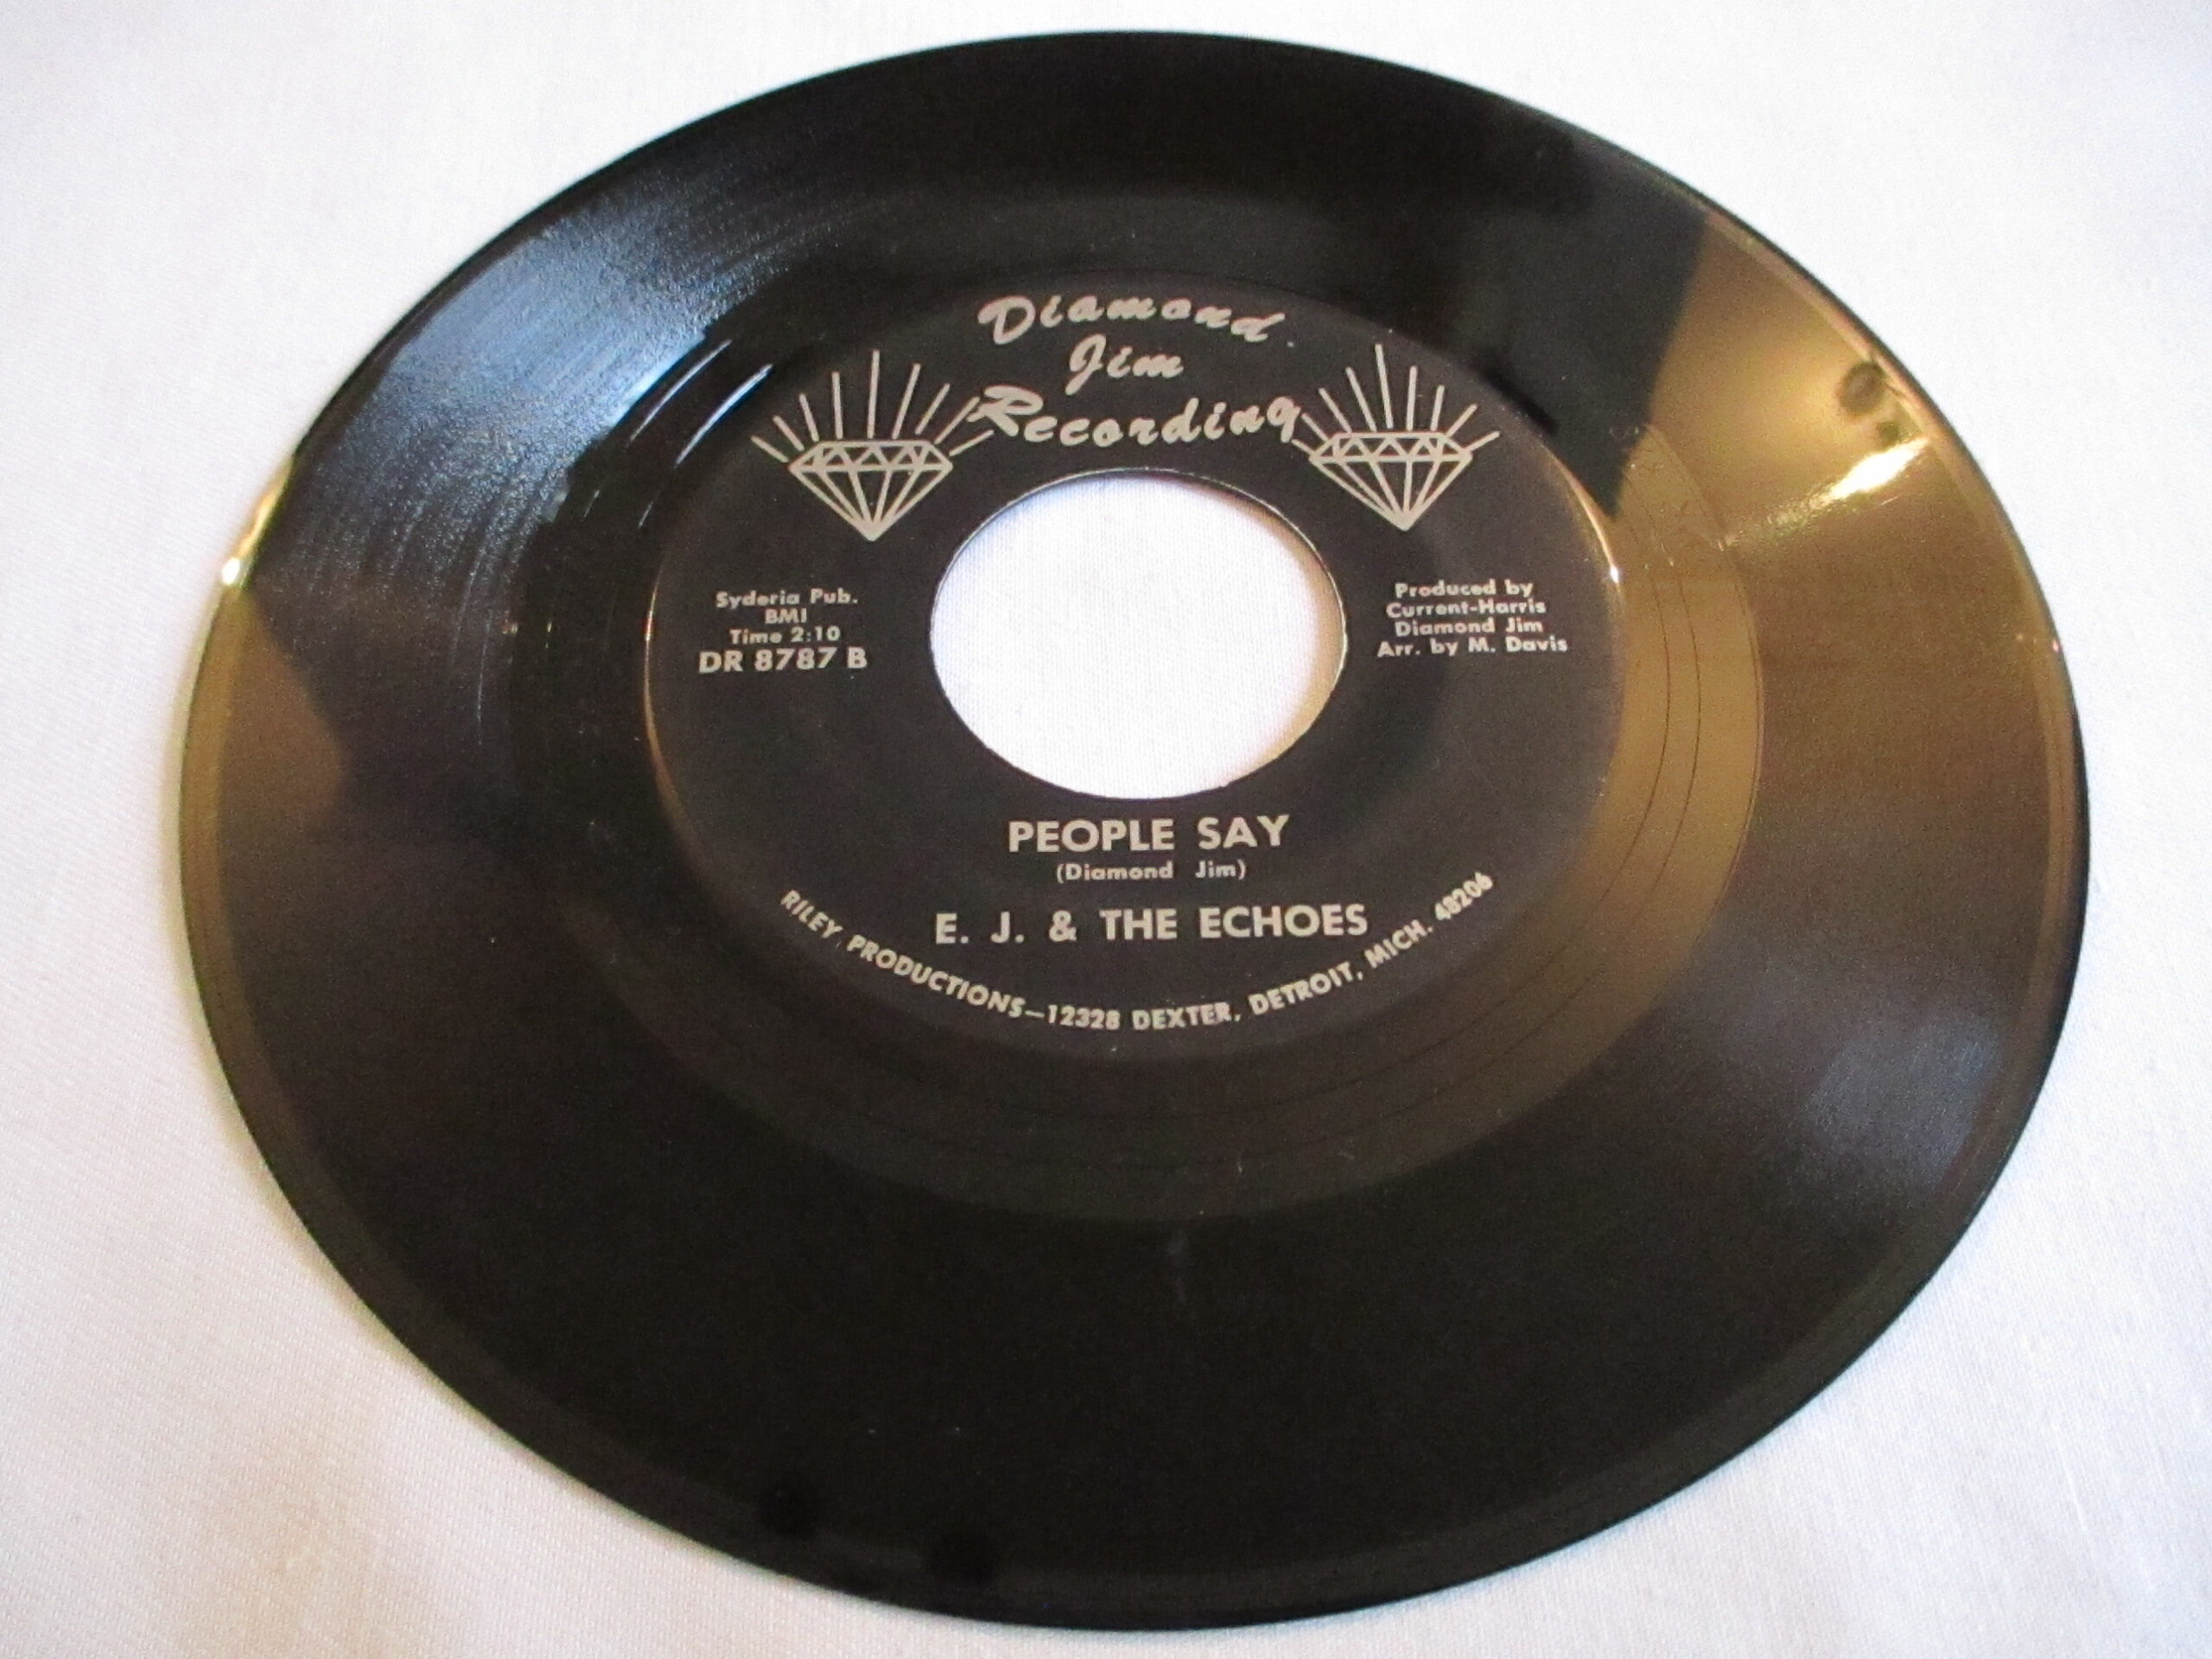 Diamond
Jim
Recording
Syderia Pub.
BMI
Time 2:10
DR 8787 B
Produced by
Current-Harris
Diamond Jim
Arr. by M. Davis
PEOPLE SAY
(Diamond Jim)
E. J. & THE ECHOES
RILEY PRODUCTIONS—12328 DEXTER, DETROIT, MICH. 48206